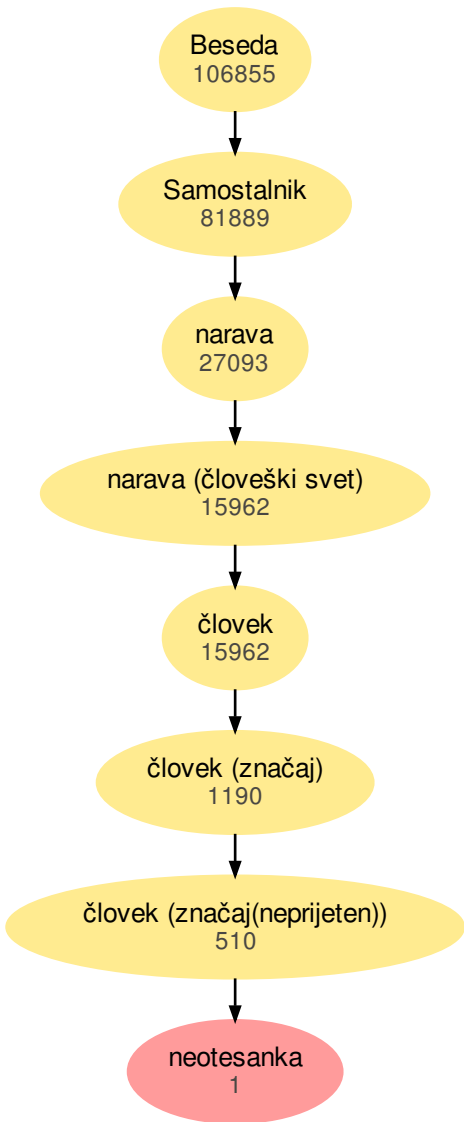 Beseda
106855
Samostalnik
81889
narava
27093
narava (človeški svet)
15962
človek
15962
človek (značaj)
1190
človek (značaj(neprijeten))
510
neotesanka
1